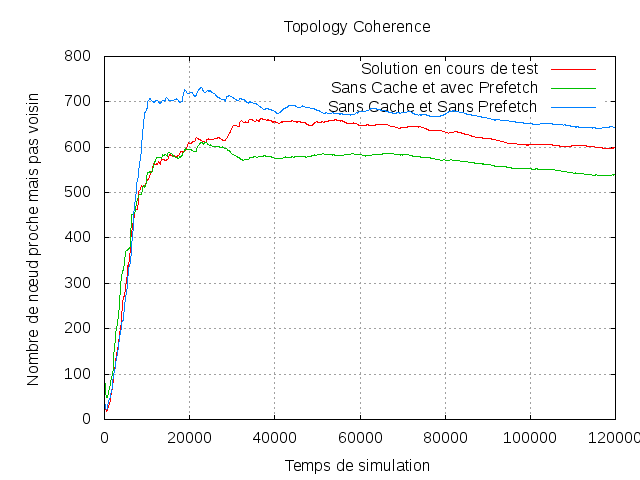 Topology Coherence
800
700
600
500
400
300
200
100
0
Nombre de nœud proche mais pas voisin
Solution en cours de test
Sans Cache et avec Prefetch
Sans Cache et Sans Prefetch
0 20000 40000 60000 80000 100000 120000
Temps de simulation